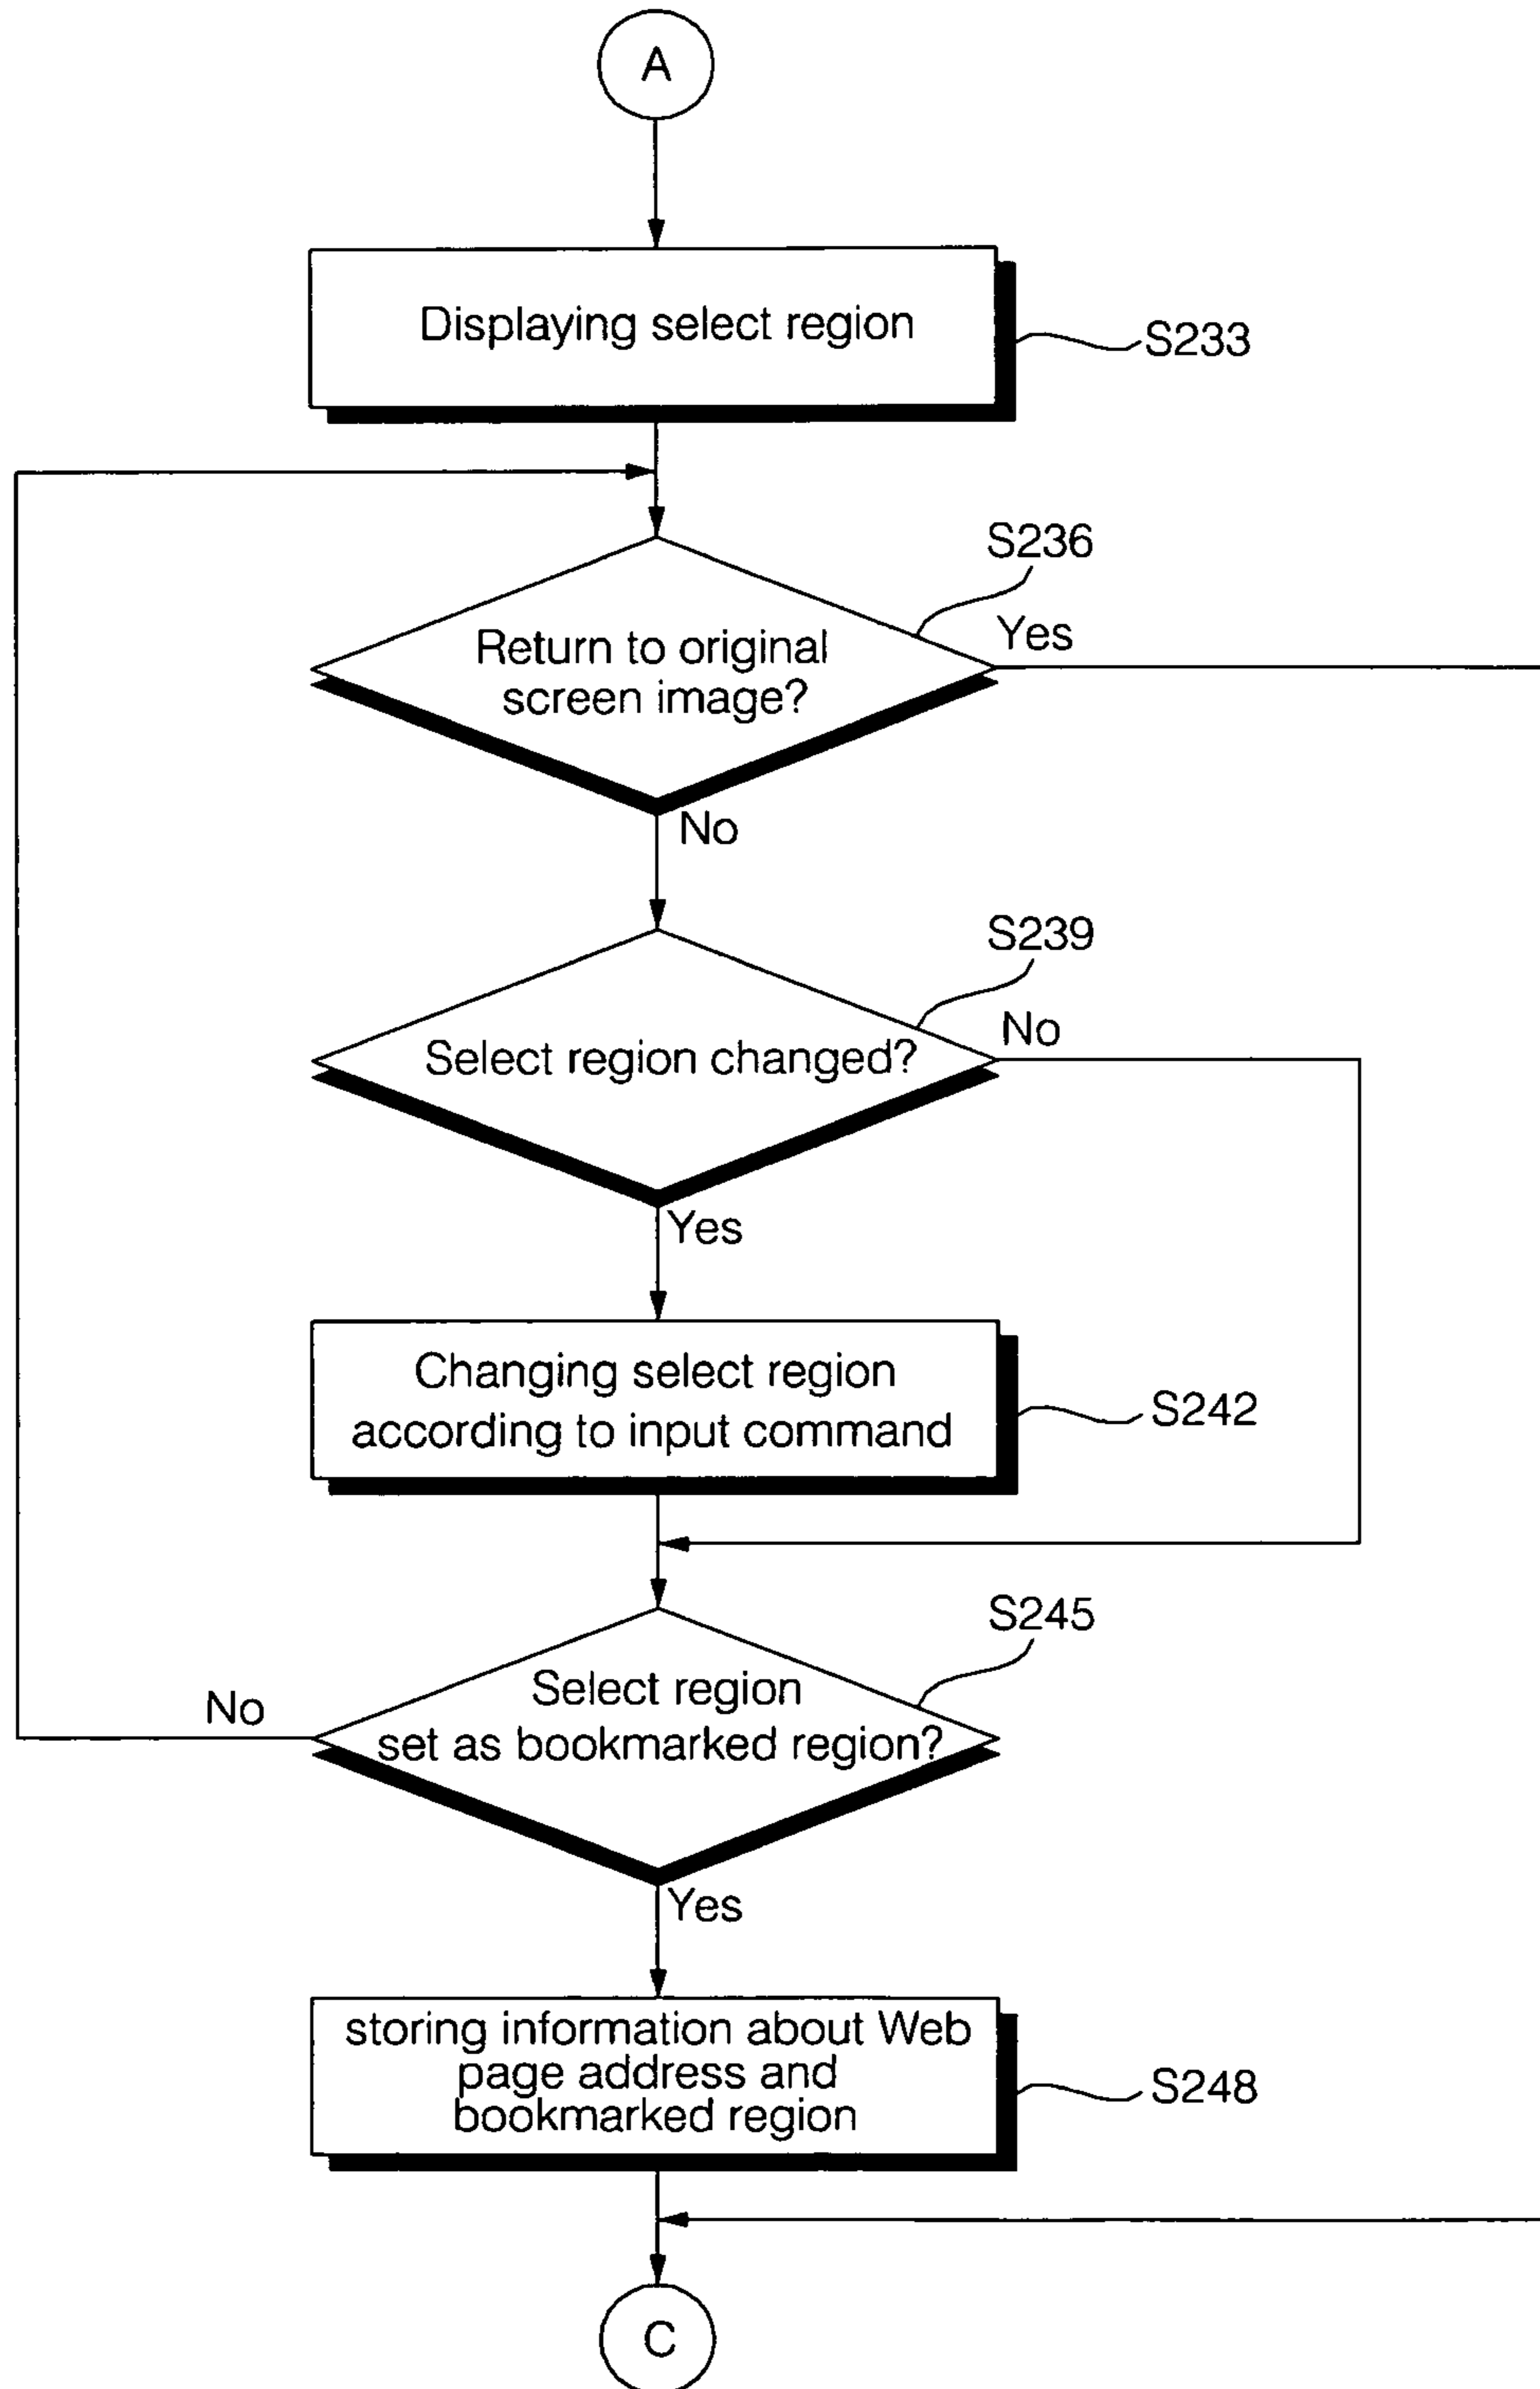 A
Displaying select region
S233
S236
Yes
Return to original
screen image?
No
S239
No
Select region changed?
Yes
Changing select region
according to input command
S242
S245
Select region
set as bookmarked region?
No
Yes
storing information about Web
page address and
bookmarked region
S248
C